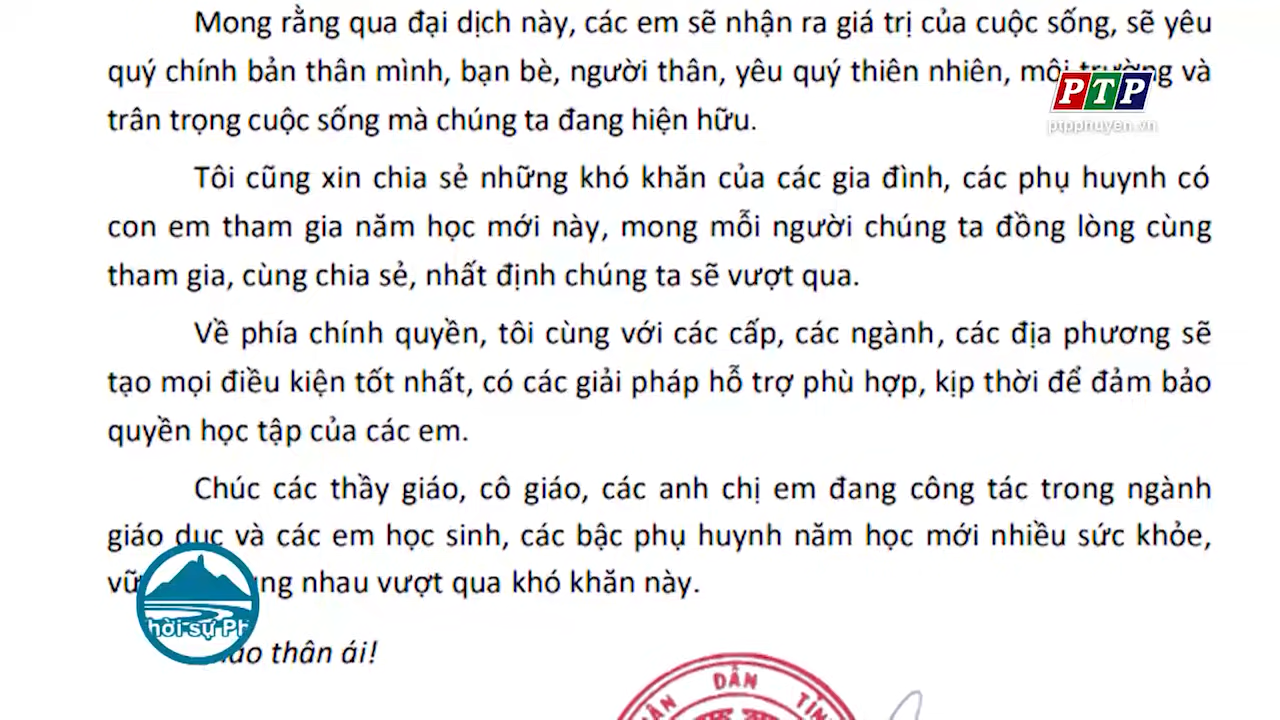 Mong rằng qua đại dịch này, các em sẽ nhận ra giá trị của cuộc sống, sẽ yêu
quý chính bản thân mình, bạn bè, người thân, yêu quý thiên nhiên, môi trường và
PTP
ptpphuyen.vn
trân trọng cuộc sống mà chúng ta đang hiện hữu.
Tôi cũng xin chia sẻ những khó khăn của các gia đình, các phụ huynh có
con em tham gia năm học mới này, mong mỗi người chúng ta đồng lòng cùng
tham gia, cùng chia sẻ, nhất định chúng ta sẽ vượt qua.
Về phía chính quyền, tôi cùng với các cấp, các ngành, các địa phương sẽ
tạo mọi điều kiện tốt nhất, có các giải pháp hỗ trợ phù hợp, kịp thời để đảm bảo
quyền học tập của các em.
Chúc các thầy giáo, cô giáo, các anh chị em đang công tác trong ngành
giáo dục và các em học sinh, các bậc phụ huynh năm học mới nhiều sức khỏe,
nhau vượt qua khó khăn này.
hời sự Ph
thân ái!
DÂN